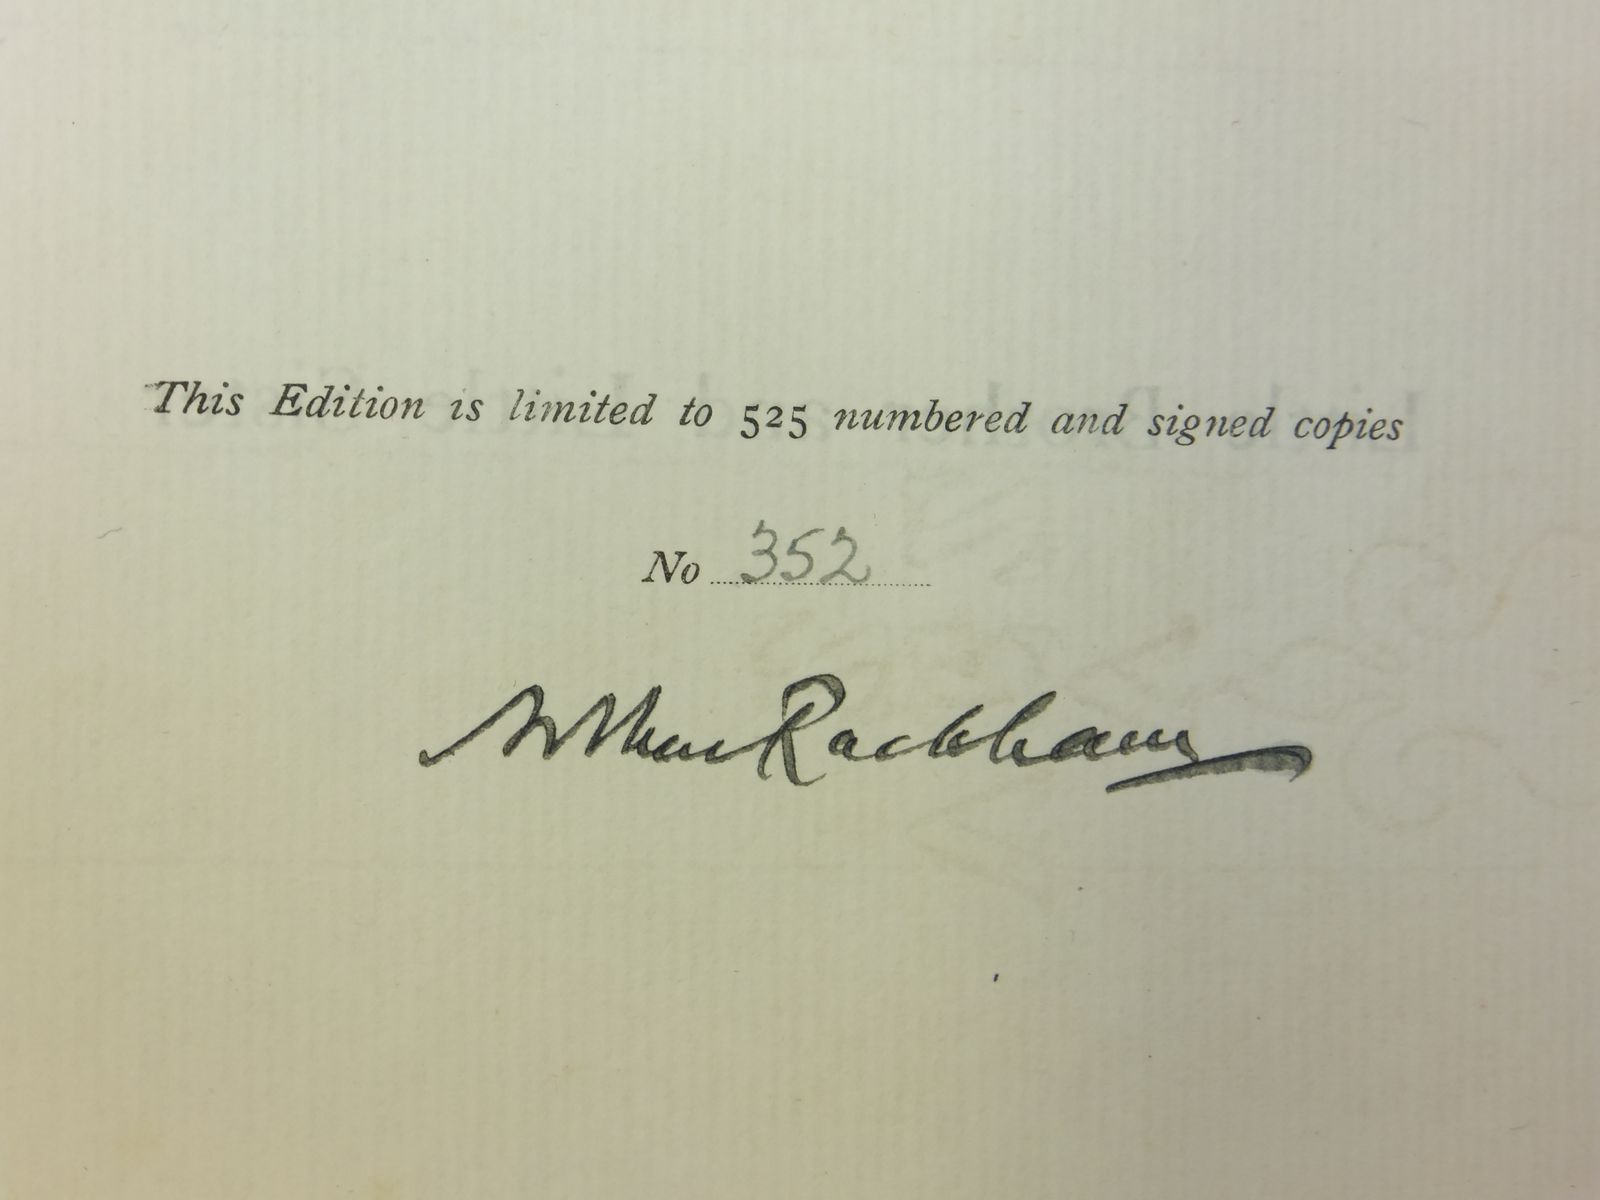 This Edition is limited to 525 numbered and signed copies
No 352
Arthur Rackham